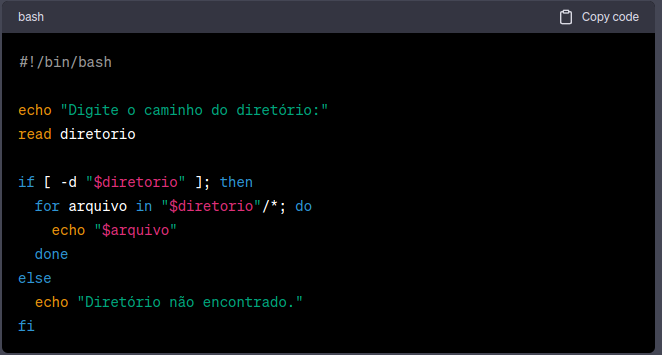 bash Copy code
#!/bin/bash
echo "Digite o caminho do diretório:"
read diretorio
if [ -d "$diretorio" ]; then
for arquivo in "$diretorio"/*; do
echo "$arquivo"
done
else
echo "Diretório não encontrado."
fi